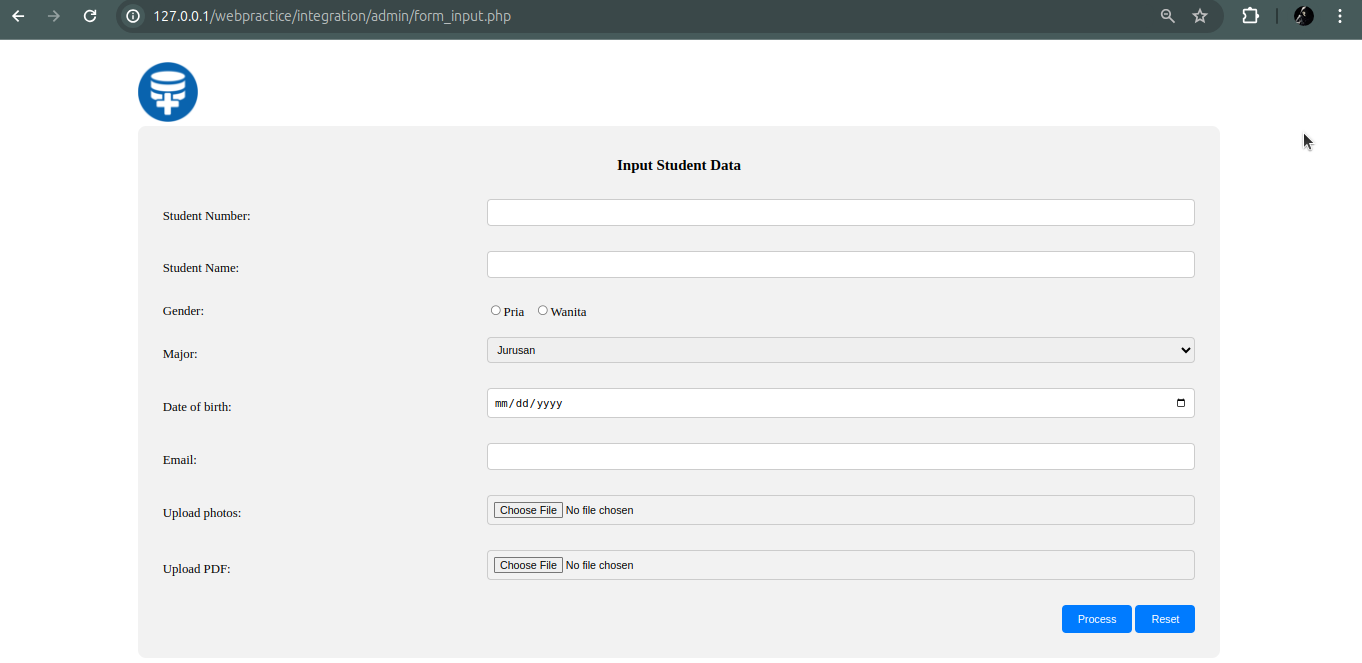 127.0.0.1/webpractice/integration/admin/form_input.php
Input Student Data
Student Number:
Student Name:
Gender: Pria Wanita
Major: Jurusan
Date of birth: mm/dd/yyyy
Email:
Upload photos: Choose File No file chosen
Upload PDF: Choose File No file chosen
Process Reset